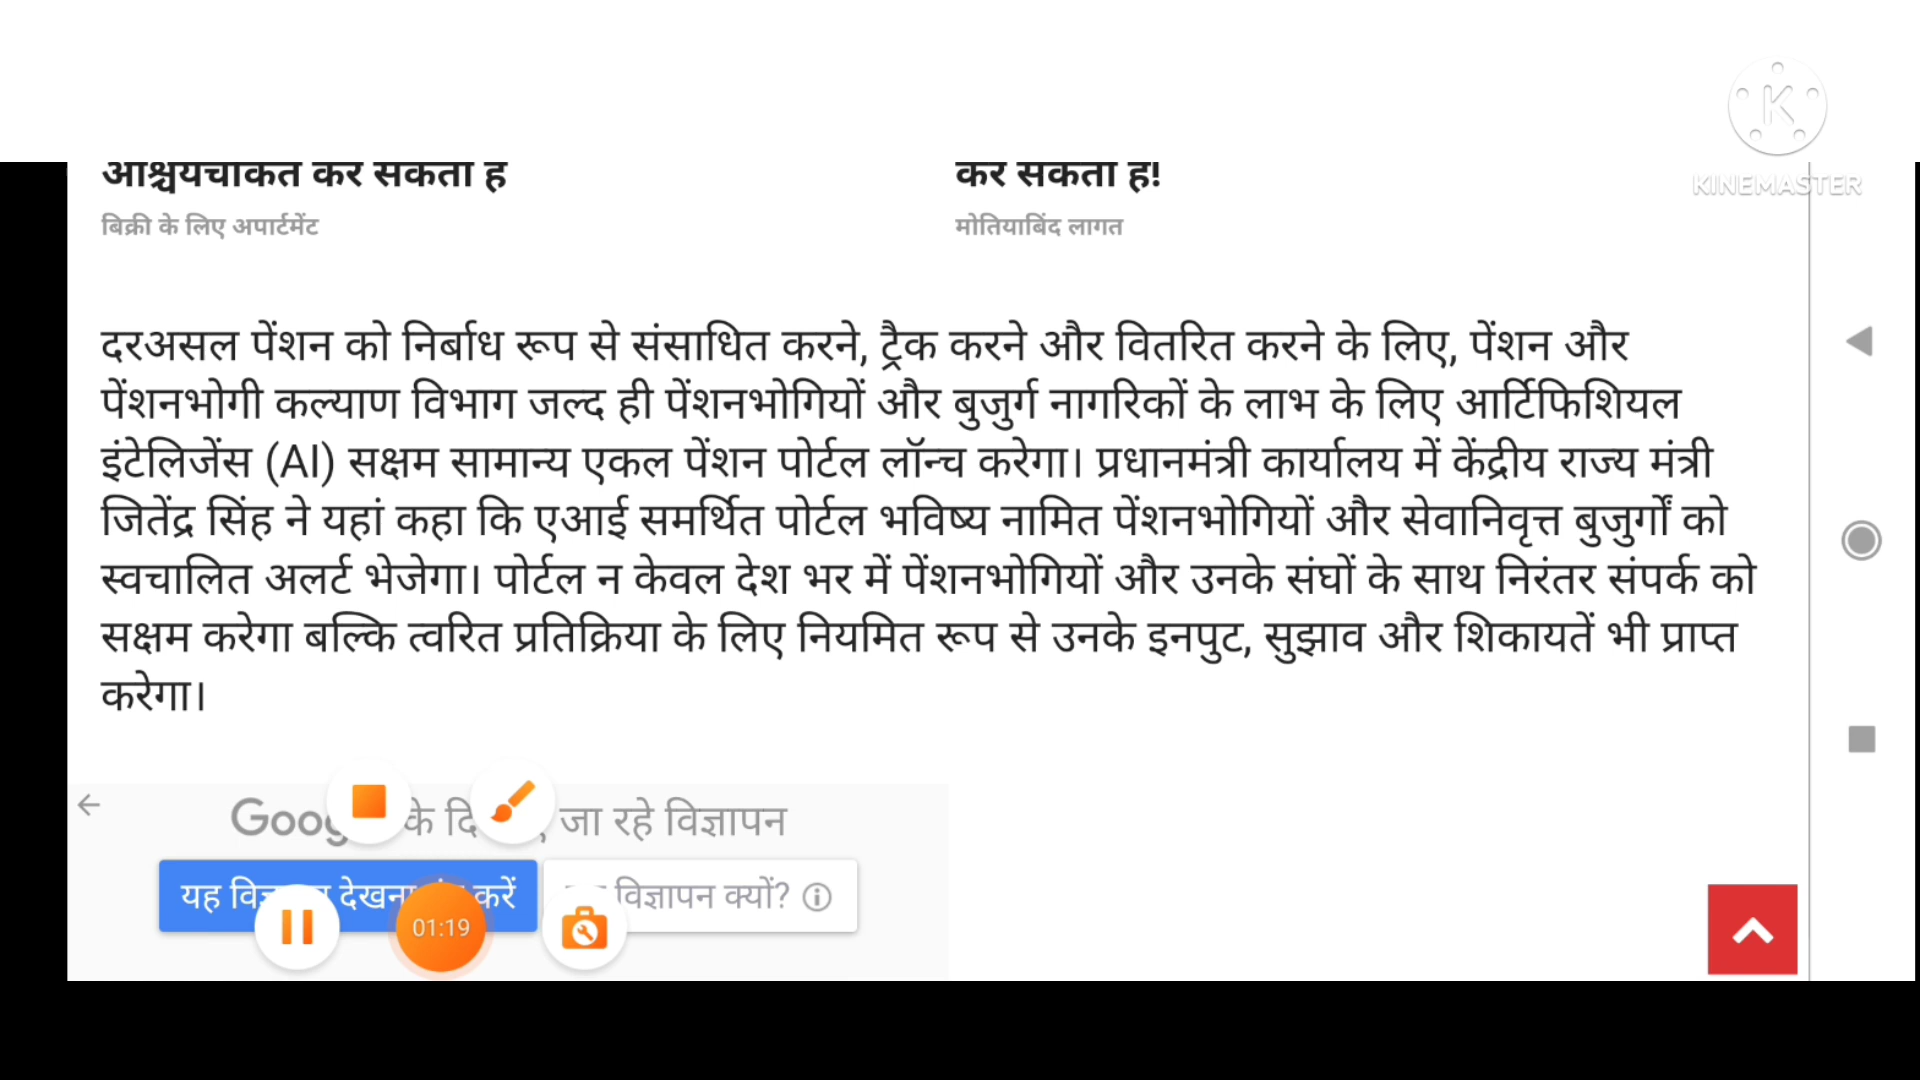 आश्चर्यचकित कर सकता है
कर सकता है!
KINEMASTER
बिक्री के लिए अपार्टमेंट
मोतियाबिंद लागत
दरअसल पेंशन को निर्बाध रूप से संसाधित करने, ट्रैक करने और वितरित करने के लिए, पेंशन और
पेंशनभोगी कल्याण विभाग जल्द ही पेंशनभोगियों और बुजुर्ग नागरिकों के लाभ के लिए आर्टिफिशियल
इंटेलिजेंस (AI) सक्षम सामान्य एकल पेंशन पोर्टल लॉन्च करेगा। प्रधानमंत्री कार्यालय में केंद्रीय राज्य मंत्री
जितेंद्र सिंह ने यहां कहा कि एआई समर्थित पोर्टल भविष्य नामित पेंशनभोगियों और सेवानिवृत्त बुजुर्गों को
स्वचालित अलर्ट भेजेगा। पोर्टल न केवल देश भर में पेंशनभोगियों और उनके संघों के साथ निरंतर संपर्क को
सक्षम करेगा बल्कि त्वरित प्रतिक्रिया के लिए नियमित रूप से उनके इनपुट, सुझाव और शिकायतें भी प्राप्त
करेगा।
के जा रहे विज्ञापन
यह करें
विज्ञापन क्यों?
01:19